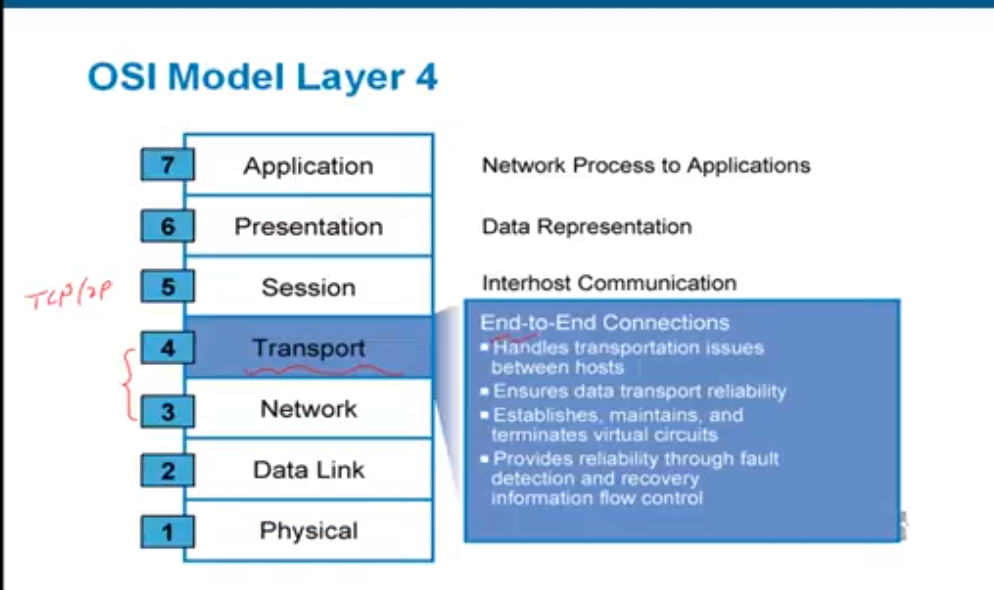 OSI Model Layer 4
7 Application Network Process to Applications
6 Presentation Data Representation
TCP/IP
5 Session Interhost Communication
4 Transport
End-to-End Connections
▪ Handles transportation issues
between hosts
▪ Ensures data transport reliability
▪ Establishes, maintains, and
terminates virtual circuits
▪ Provides reliability through fault
detection and recovery
information flow control
3 Network
2 Data Link
1 Physical